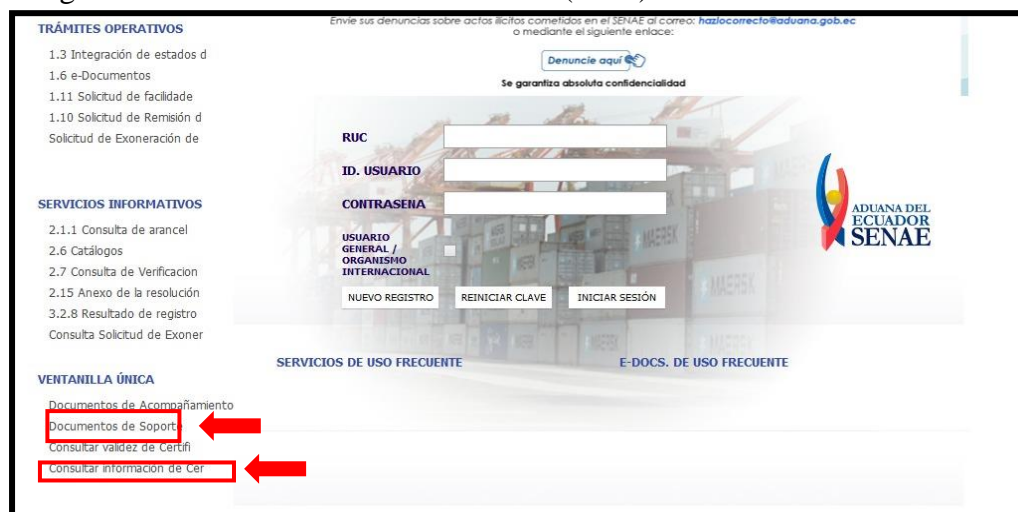 TRÁMITES OPERATIVOS
1.3 Integración de estados d
1.6 e-Documentos
1.11 Solicitud de facilidade
1.10 Solicitud de Remisión d
Solicitud de Exoneración de
SERVICIOS INFORMATIVOS
2.1.1 Consulta de arancel
2.6 Catálogos
2.7 Consulta de Verificacion
2.15 Anexo de la resolución
3.2.8 Resultado de registro
Consulta Solicitud de Exoner
VENTANILLA ÚNICA
Documentos de Acompañamiento
Documentos de Soporte
Consultar validez de Certifi
Consultar información de Cer
Envíe sus denuncias sobre actos ilícitos cometidos en el SENAE al correo: hazlocorrecto@aduana.gob.ec
o mediante el siguiente enlace:
Denuncie aquí
Se garantiza absoluta confidencialidad
RUC
ID. USUARIO
CONTRASENA
USUARIO
GENERAL /
ORGANISMO
INTERNACIONAL
NUEVO REGISTRO REINICIAR CLAVE INICIAR SESIÓN
ADUANA DEL
ECUADOR
SENAE
MAERSK
MAERSK
SERVICIOS DE USO FRECUENTE
E-DOCS. DE USO FRECUENTE